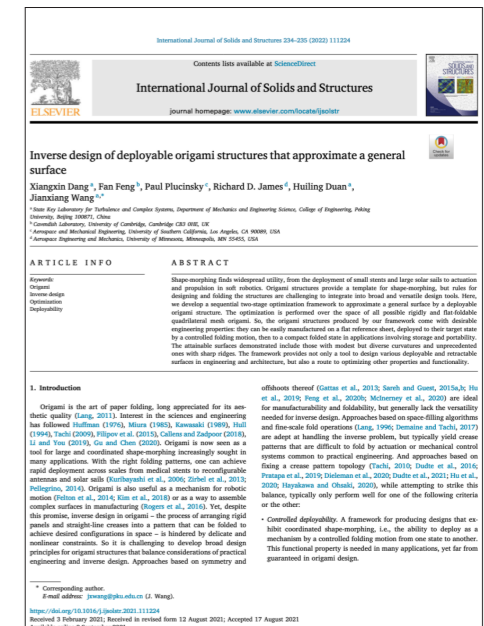 International Journal of Solids and Structures 234–235 (2022) 111224
Contents lists available at ScienceDirect
International Journal of Solids and Structures
journal homepage: www.elsevier.com/locate/ijsolstr
ELSEVIER
SOLIDS AND
STRUCTURES
Check for
updates
Inverse design of deployable origami structures that approximate a general
surface
Xiangxin Dang a, Fan Feng b, Paul Plucinsky c, Richard D. James d, Huiling Duan a,
Jianxiang Wang a,*
a State Key Laboratory for Turbulence and Complex Systems, Department of Mechanics and Engineering Science, College of Engineering, Peking
University, Beijing 100871, China
b Cavendish Laboratory, University of Cambridge, Cambridge CB3 0HE, UK
c Aerospace and Mechanical Engineering, University of Southern California, Los Angeles, CA 90089, USA
d Aerospace Engineering and Mechanics, University of Minnesota, Minneapolis, MN 55455, USA
ARTICLE INFO
Keywords:
Origami
Inverse design
Optimization
Deployability
ABSTRACT
Shape-morphing finds widespread utility, from the deployment of small stents and large solar sails to actuation
and propulsion in soft robotics. Origami structures provide a template for shape-morphing, but rules for
designing and folding the structures are challenging to integrate into broad and versatile design tools. Here,
we develop a sequential two-stage optimization framework to approximate a general surface by a deployable
origami structure. The optimization is performed over the space of all possible rigidly and flat-foldable
quadrilateral mesh origami. So, the origami structures produced by our framework come with desirable
engineering properties: they can be easily manufactured on a flat reference sheet, deployed to their target state
by a controlled folding motion, then to a compact folded state in applications involving storage and portability.
The attainable surfaces demonstrated include those with modest but diverse curvatures and unprecedented
ones with sharp ridges. The framework provides not only a tool to design various deployable and retractable
surfaces in engineering and architecture, but also a route to optimizing other properties and functionality.
1. Introduction
Origami is the art of paper folding, long appreciated for its aes-
thetic quality (Lang, 2011). Interest in the sciences and engineering
has followed Huffman (1976), Miura (1985), Kawasaki (1989), Hull
(1994), Tachi (2009), Filipov et al. (2015), Callens and Zadpoor (2018),
Li and You (2019), Gu and Chen (2020). Origami is now seen as a
tool for large and coordinated shape-morphing increasingly sought in
many applications. With the right folding patterns, one can achieve
rapid deployment across scales from medical stents to reconfigurable
antennas and solar sails (Kuribayashi et al., 2006; Zirbel et al., 2013;
Pellegrino, 2014). Origami is also useful as a mechanism for robotic
motion (Felton et al., 2014; Kim et al., 2018) or as a way to assemble
complex surfaces in manufacturing (Rogers et al., 2016). Yet, despite
this promise, inverse design in origami – the process of arranging rigid
panels and straight-line creases into a pattern that can be folded to
achieve desired configurations in space – is hindered by delicate and
nonlinear constraints. So it is challenging to develop broad design
principles for origami structures that balance considerations of practical
engineering and inverse design. Approaches based on symmetry and
offshoots thereof (Gattas et al., 2013; Sareh and Guest, 2015a,b; Hu
et al., 2019; Feng et al., 2020b; McInerney et al., 2020) are ideal
for manufacturability and foldability, but generally lack the versatility
needed for inverse design. Approaches based on space-filling algorithms
and fine-scale fold operations (Lang, 1996; Demaine and Tachi, 2017)
are adept at handling the inverse problem, but typically yield crease
patterns that are difficult to fold by actuation or mechanical control
systems common to practical engineering. And approaches based on
fixing a crease pattern topology (Tachi, 2010; Dudte et al., 2016;
Pratapa et al., 2019; Dieleman et al., 2020; Dudte et al., 2021; Hu et al.,
2020; Hayakawa and Ohsaki, 2020), while attempting to strike this
balance, typically only perform well for one of the following criteria
or the other:
• Controlled deployability. A framework for producing designs that ex-
hibit coordinated shape-morphing, i.e., the ability to deploy as a
mechanism by a controlled folding motion from one state to another.
This functional property is needed in many applications, yet far from
guaranteed in origami design.
* Corresponding author.
E-mail address: jxwang@pku.edu.cn (J. Wang).
https://doi.org/10.1016/j.ijsolstr.2021.111224
Received 3 February 2021; Received in revised form 12 August 2021; Accepted 17 August 2021